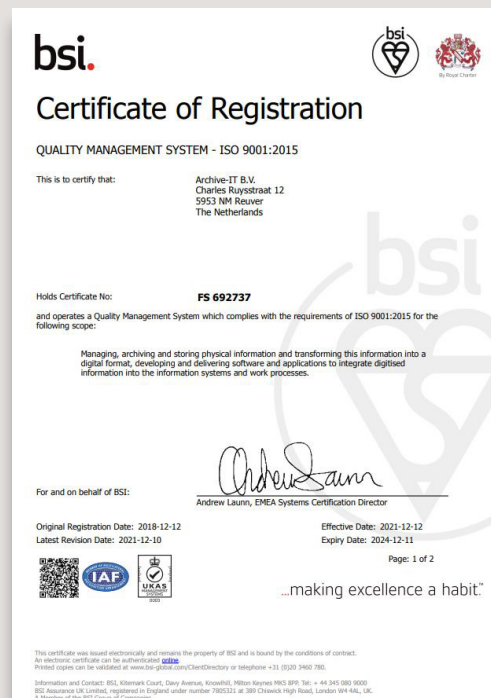 bsi.
bsi
By Royal Charter
Certificate of Registration
QUALITY MANAGEMENT SYSTEM - ISO 9001:2015
This is to certify that:
Archive-IT B.V.
Charles Ruysstraat 12
5953 NM Reuver
The Netherlands
bsi
Holds Certificate No:
FS 692737
and operates a Quality Management System which complies with the requirements of ISO 9001:2015 for the
following scope:
Managing, archiving and storing physical information and transforming this information into a
digital format, developing and delivering software and applications to integrate digitised
information into the information systems and work processes.
For and on behalf of BSI:
Andrew Launn, EMEA Systems Certification Director
Original Registration Date: 2018-12-12
Effective Date: 2021-12-12
Latest Revision Date: 2021-12-10
Expiry Date: 2024-12-11
Page: 1 of 2
IAF
UKAS
MANAGEMENT
SYSTEMS
...making excellence a habit.™
This certificate was issued electronically and remains the property of BSI and is bound by the conditions of contract.
An electronic certificate can be authenticated online.
Printed copies can be validated at www.bsi-global.com/ClientDirectory or telephone +31 (0)20 3460 780.
Information and Contact: BSI, Kitemark Court, Davy Avenue, Knowlhill, Milton Keynes MK5 8PP. Tel: + 44 345 080 9000
BSI Assurance UK Limited, registered in England under number 7805321 at 389 Chiswick High Road, London W4 4AL, UK.
A Member of the BSI Group of Companies.